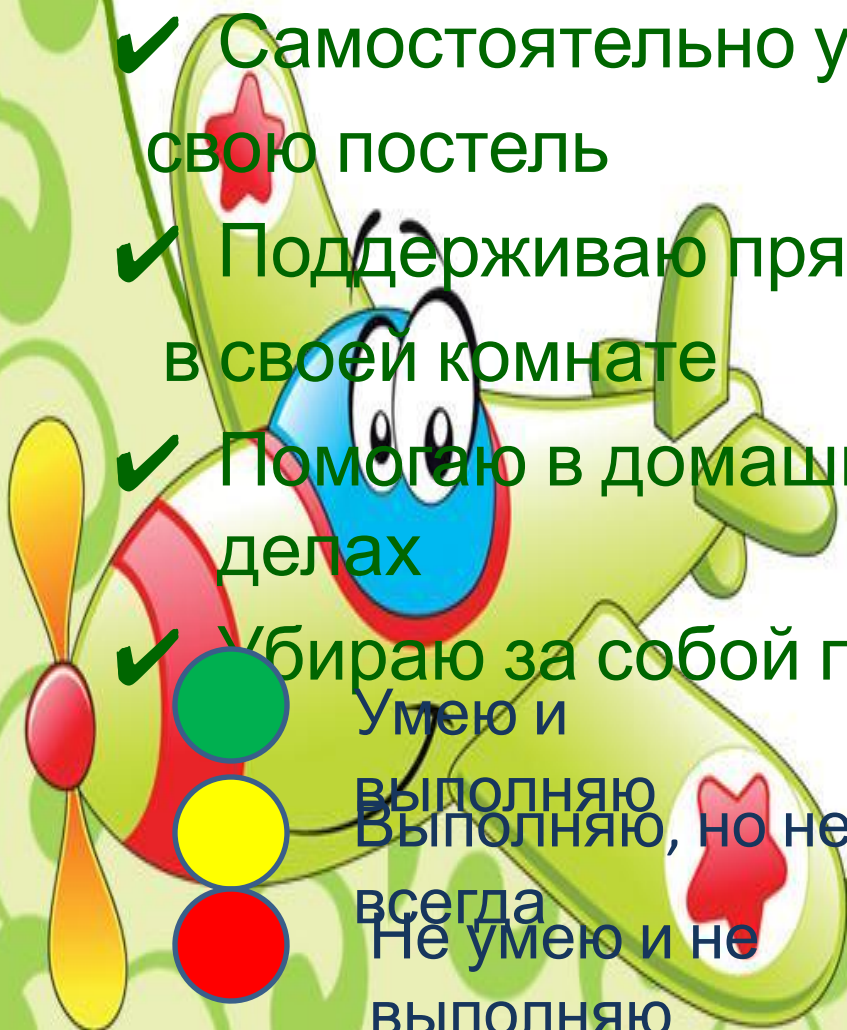 ✔ Самостоятельно у
свою постель
✔ Поддерживаю пря
в своей комнате
✔ Помогаю в домаш
делах
✔ Убираю за собой
Умею и
выполняю
Выполняю, но не
всегда
Не умею и не
выполняю